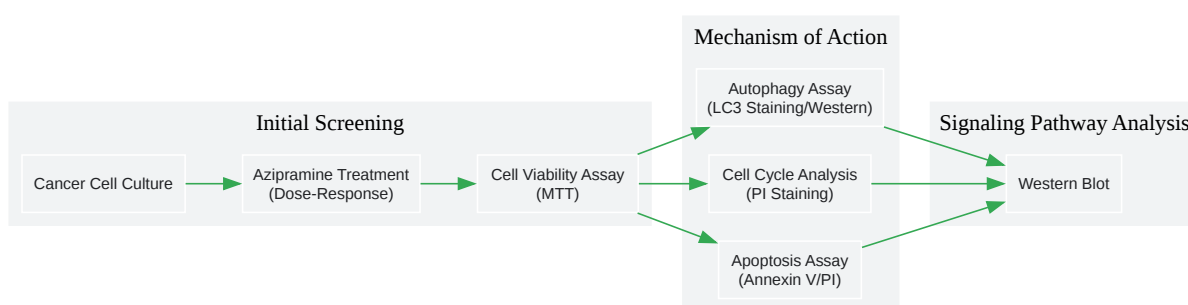 Initial Screening
Cancer Cell Culture
Azipramine Treatment
(Dose-Response)
Cell Viability Assay
(MTT)
Mechanism of Action
Autophagy Assay
(LC3 Staining/Western)
Cell Cycle Analysis
(PI Staining)
Apoptosis Assay
(Annexin V/PI)
Signaling Pathway Analysis
Western Blot